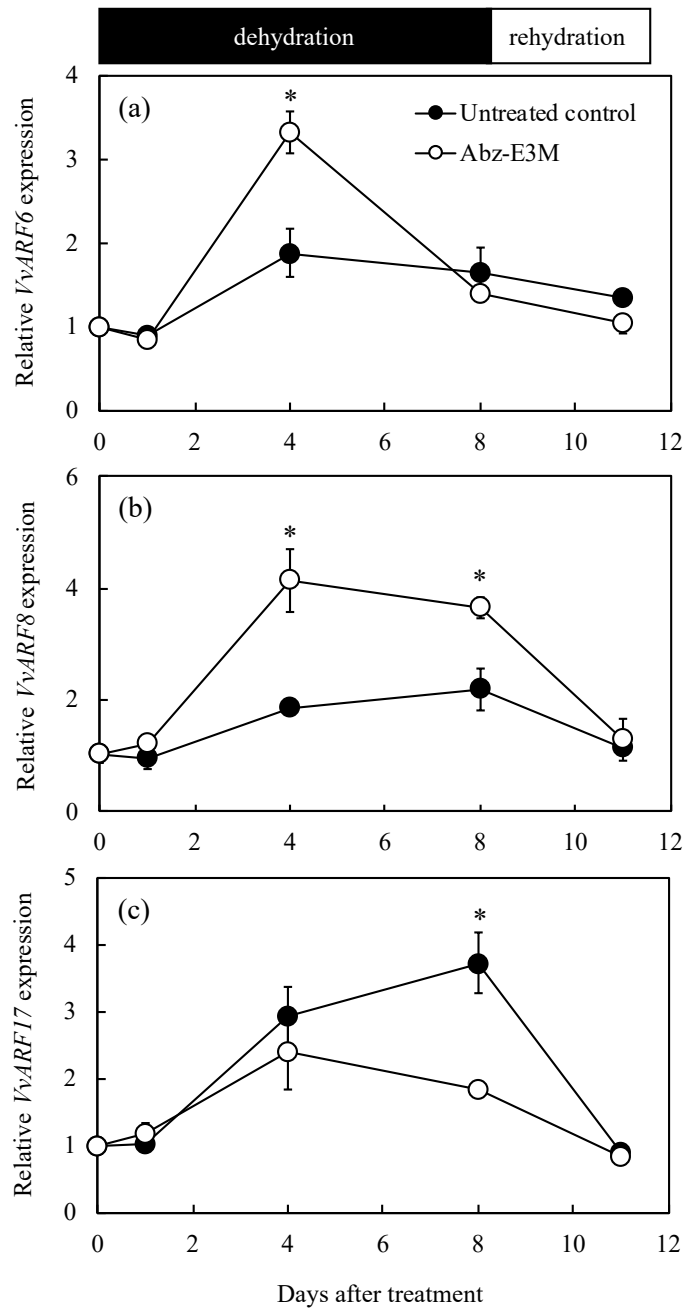 dehydration rehydration
(a)
*
Untreated control
Abz-E3M
Relative VvARF6 expression
4
3
2
1
0
0 2 4 6 8 10 12
(b)
*
*
Relative VvARF8 expression
6
4
2
0
0 2 4 6 8 10 12
(c)
*
Relative VvARF17 expression
5
4
3
2
1
0
0 2 4 6 8 10 12
Days after treatment